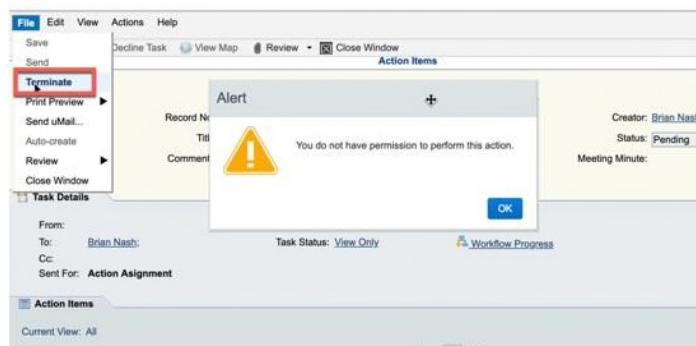 File Edit View Actions Help
Save
Send
Terminate
Print Preview
Send uMail...
Auto-create
Review
Close Window
Decline Task View Map Review Close Window
Action Items
Alert
You do not have permission to perform this action.
OK
Record
Comment
Creator: Brian Nash
Status: Pending
Meeting Minute:
Task Details
From:
To: Brian Nash;
Cc:
Sent For: Action Asignment
Task Status: View Only
Workflow Progress
Action Items
Current View: All